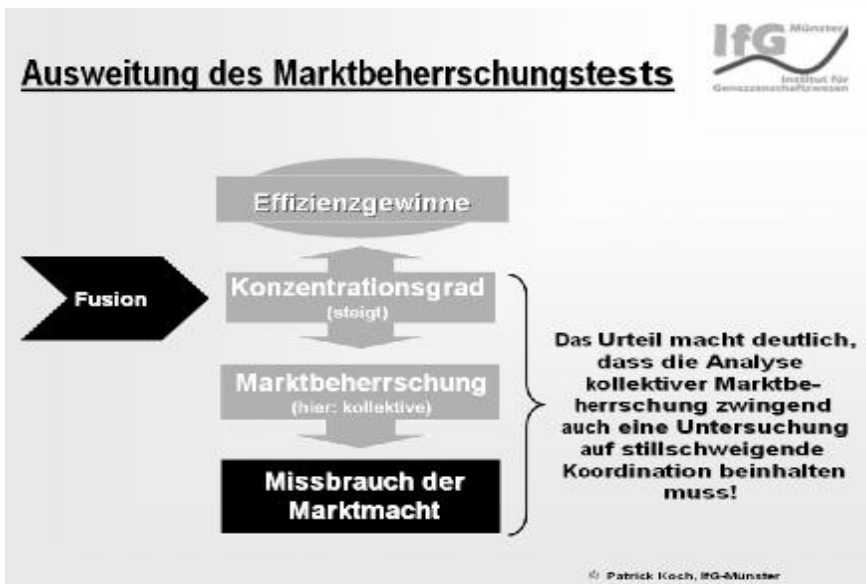 IfG Münster
Institut für
Genossenschaftswesen
Ausweitung des Marktbeherrschungstests
Effizienzgewinne
Fusion
Konzentrationsgrad
(steigt)
Marktbeherrschung
(hier: kollektive)
Missbrauch der
Marktmacht
Das Urteil macht deutlich,
dass die Analyse
kollektiver Marktbe-
herrschung zwingend
auch eine Untersuchung
auf stillschweigende
Koordination beinhalten
muss!
© Patrick Koch, IfG-Münster